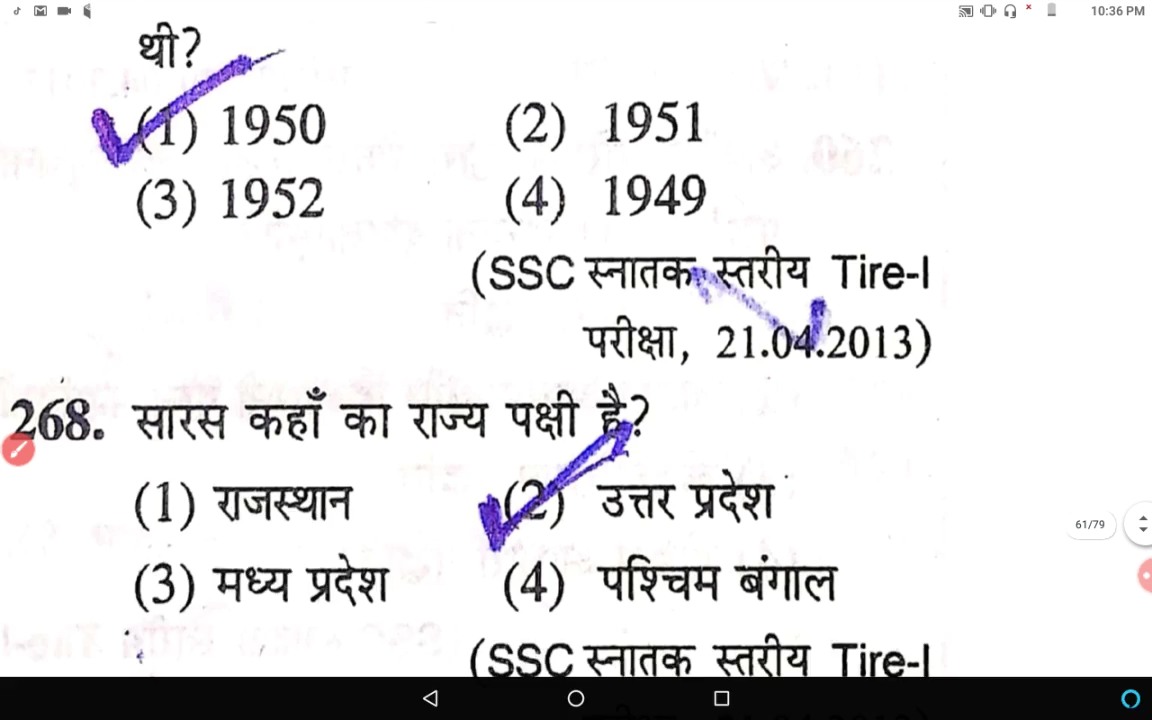 10:36 PM
थी?
(1) 1950 (2) 1951
(3) 1952 (4) 1949
(SSC स्नातक स्तरीय Tire-I
परीक्षा, 21.04.2013)
268. सारस कहाँ का राज्य पक्षी है?
(1) राजस्थान (2) उत्तर प्रदेश
(3) मध्य प्रदेश (4) पश्चिम बंगाल
61/79
(SSC स्नातक स्तरीय Tire-I